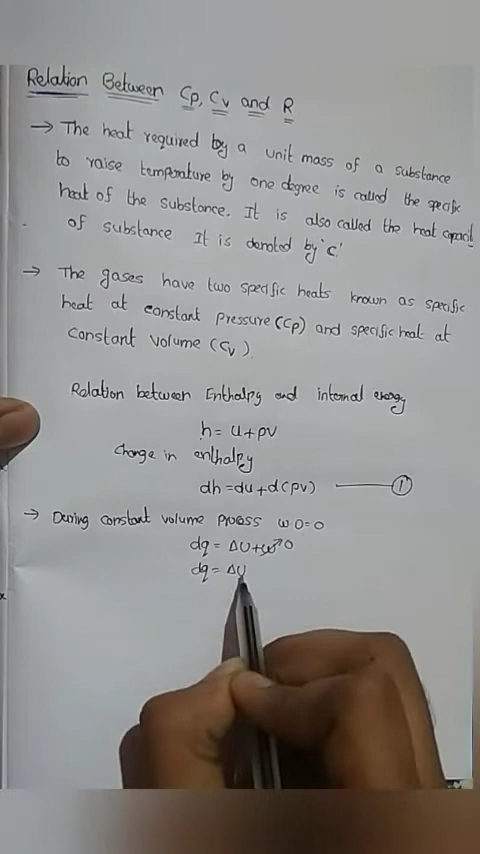 Relation Between Cp, Cv and R
→ The heat required by a unit mass of a substance
to raise temperature by one degree is called the specific
heat of the substance. It is also called the heat capacit
of substance It is denoted by 'c'.
→ The gases have two specific heats known as specific
heat at constant pressure (Cp) and specific heat at
constant volume (Cv).
Relation between Enthalpy and internal energy
h = u + pv
change in enthalpy
dh = du + d(pv) ①
→ During constant volume process
dq = ΔU + w↗0
dq = ΔU